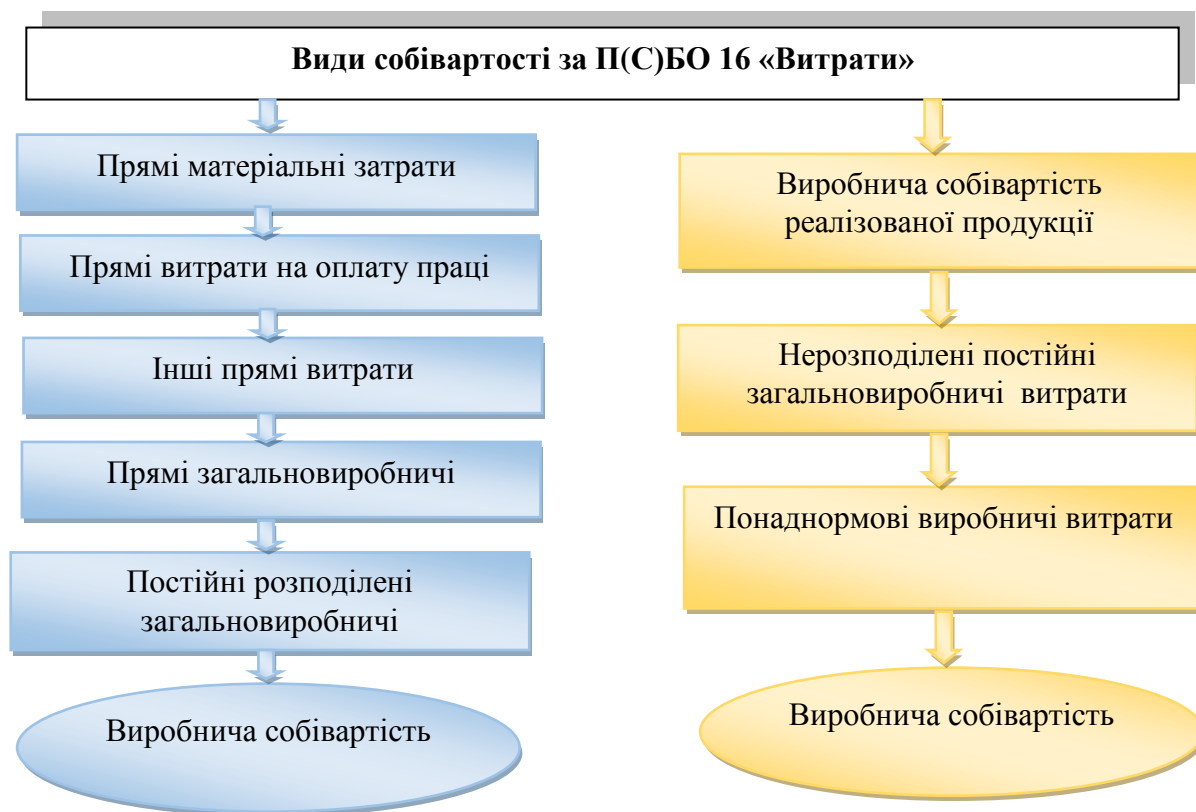 Види собівартості за П(С)БО 16 «Витрати»
Прямі матеріальні затрати
Прямі витрати на оплату праці
Інші прямі витрати
Прямі загальновиробничі
Постійні розподілені
загальновиробничі
Виробнича собівартість
Виробнича собівартість
реалізованої продукції
Нерозподілені постійні
загальновиробничі витрати
Понаднормові виробничі витрати
Виробнича собівартість